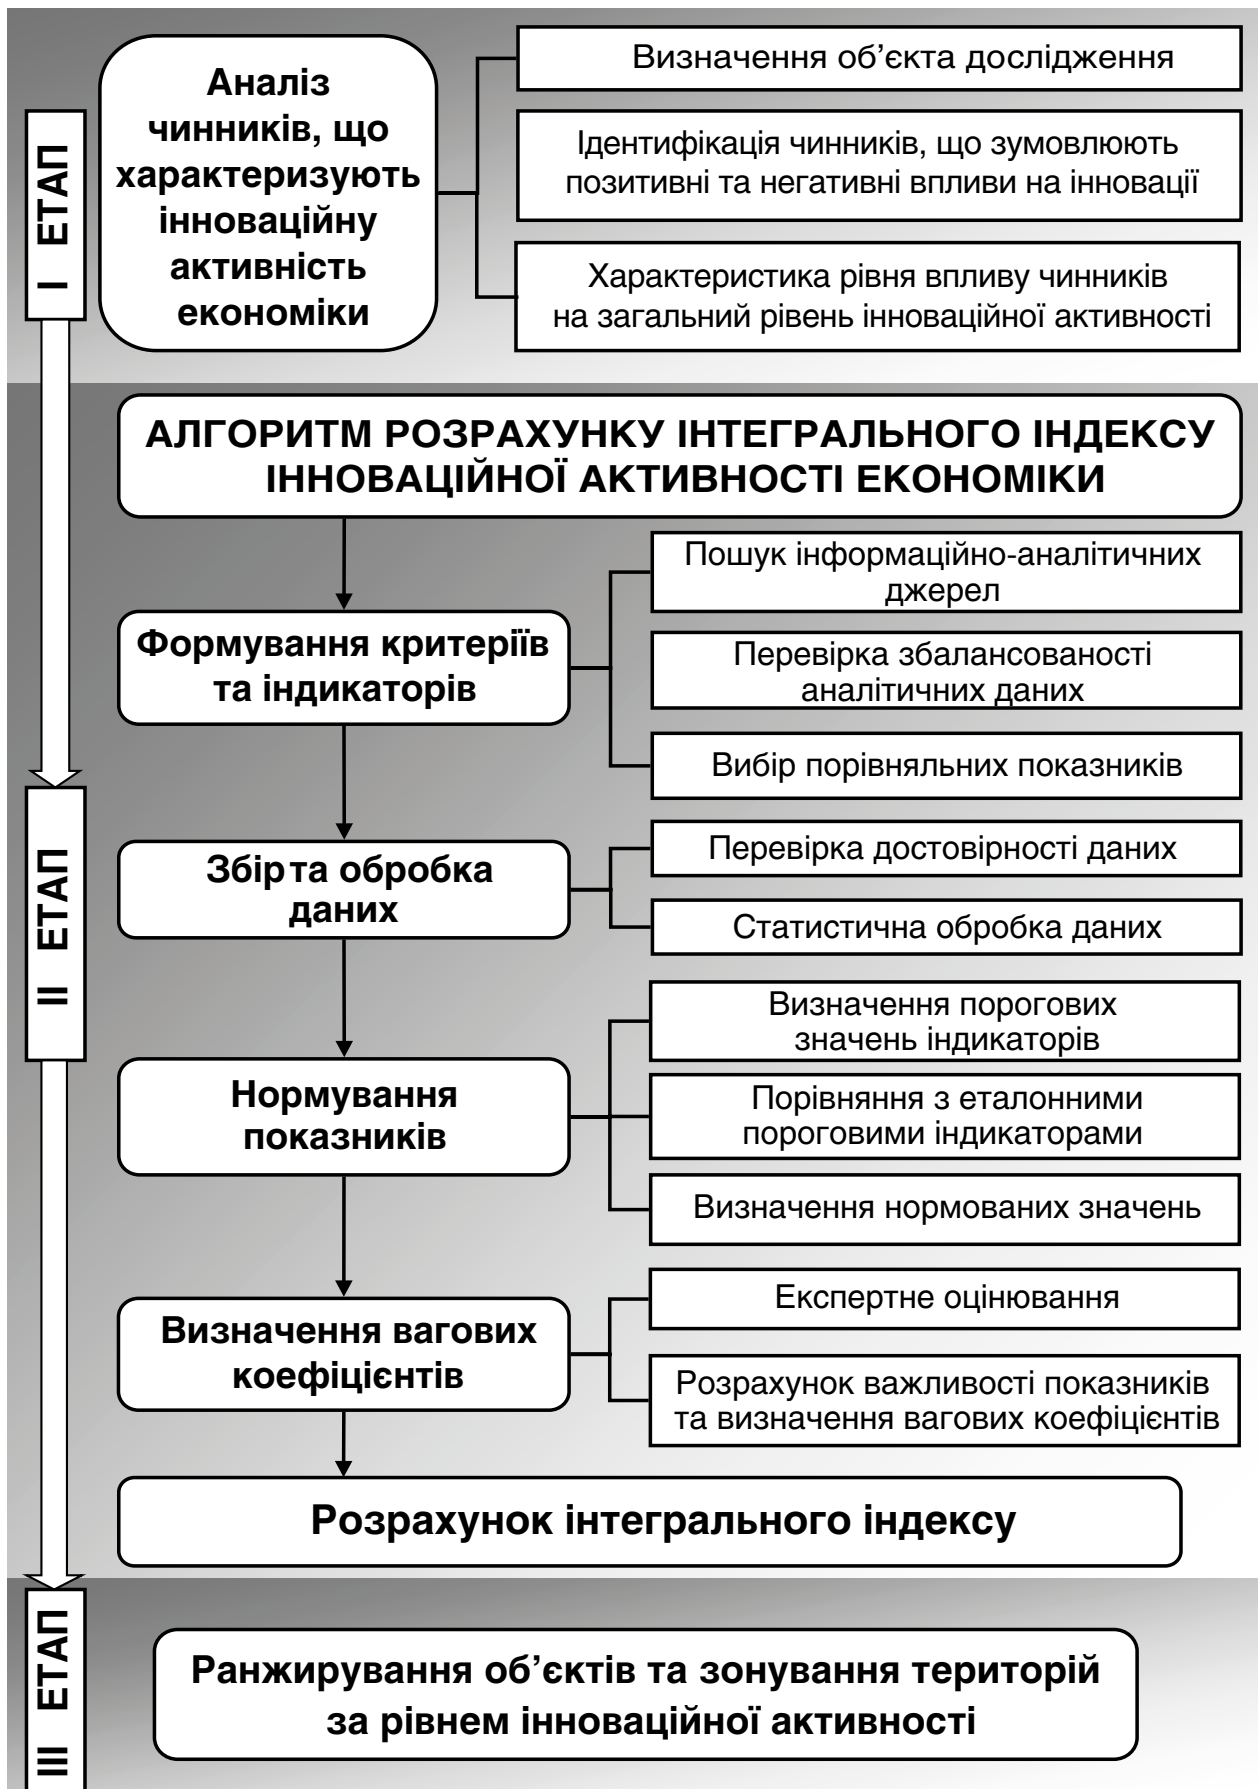 I ЕТАП
Аналіз
чинників, що
характеризують
інноваційну
активність
економіки
Визначення об’єкта дослідження
Ідентифікація чинників, що зумовлюють
позитивні та негативні впливи на інновації
Характеристика рівня впливу чинників
на загальний рівень інноваційної активності
II ЕТАП
АЛГОРИТМ РОЗРАХУНКУ ІНТЕГРАЛЬНОГО ІНДЕКСУ
ІННОВАЦІЙНОЇ АКТИВНОСТІ ЕКОНОМІКИ
Формування критеріїв
та індикаторів
Пошук інформаційно-аналітичних
джерел
Перевірка збалансованості
аналітичних даних
Вибір порівняльних показників
Збір та обробка
даних
Перевірка достовірності даних
Статистична обробка даних
Нормування
показників
Визначення порогових
значень індикаторів
Порівняння з еталонними
пороговими індикаторами
Визначення нормованих значень
Визначення вагових
коефіцієнтів
Експертне оцінювання
Розрахунок важливості показників
та визначення вагових коефіцієнтів
Розрахунок інтегрального індексу
III ЕТАП
Ранжирування об’єктів та зонування територій
за рівнем інноваційної активності